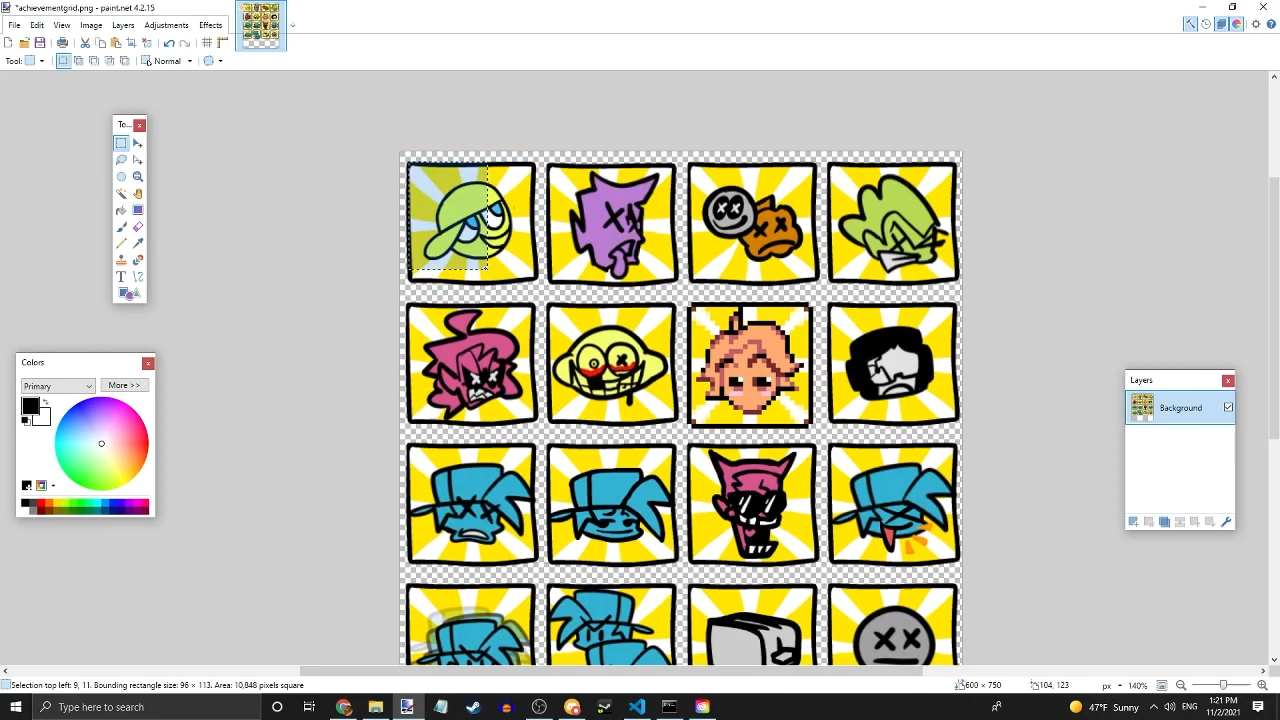 *achievementgrid.png - paint.net 4.2.15
File Edit View Image Layers Adjustments Effects
Tool: Normal
To...
Colors
Primary More >>
Layers
Background
Selection top left: 9, 11. Bounding rectangle size: 96 × 113. Area: 10,848 pixels square
600 × 750 104, 123 px 140%
Type here to search
47°F Sunny ENG 1:21 PM
11/2/2021